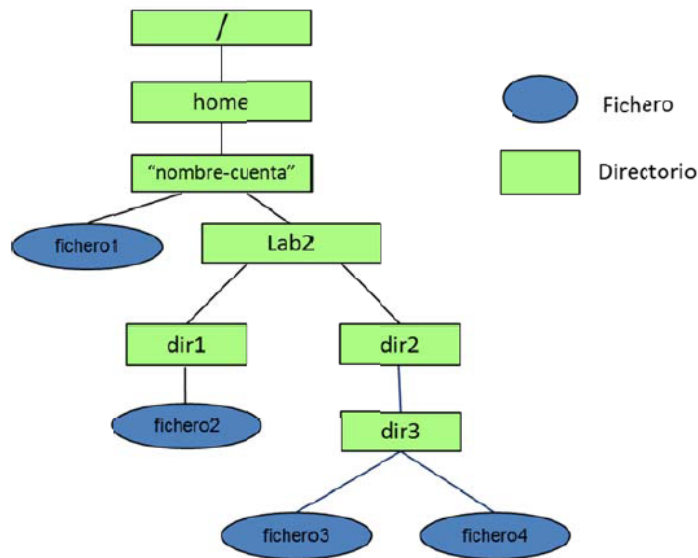 /
home
Fichero
"nombre-cuenta"
Directorio
fichero1
Lab2
dir1
dir2
fichero2
dir3
fichero3
fichero4